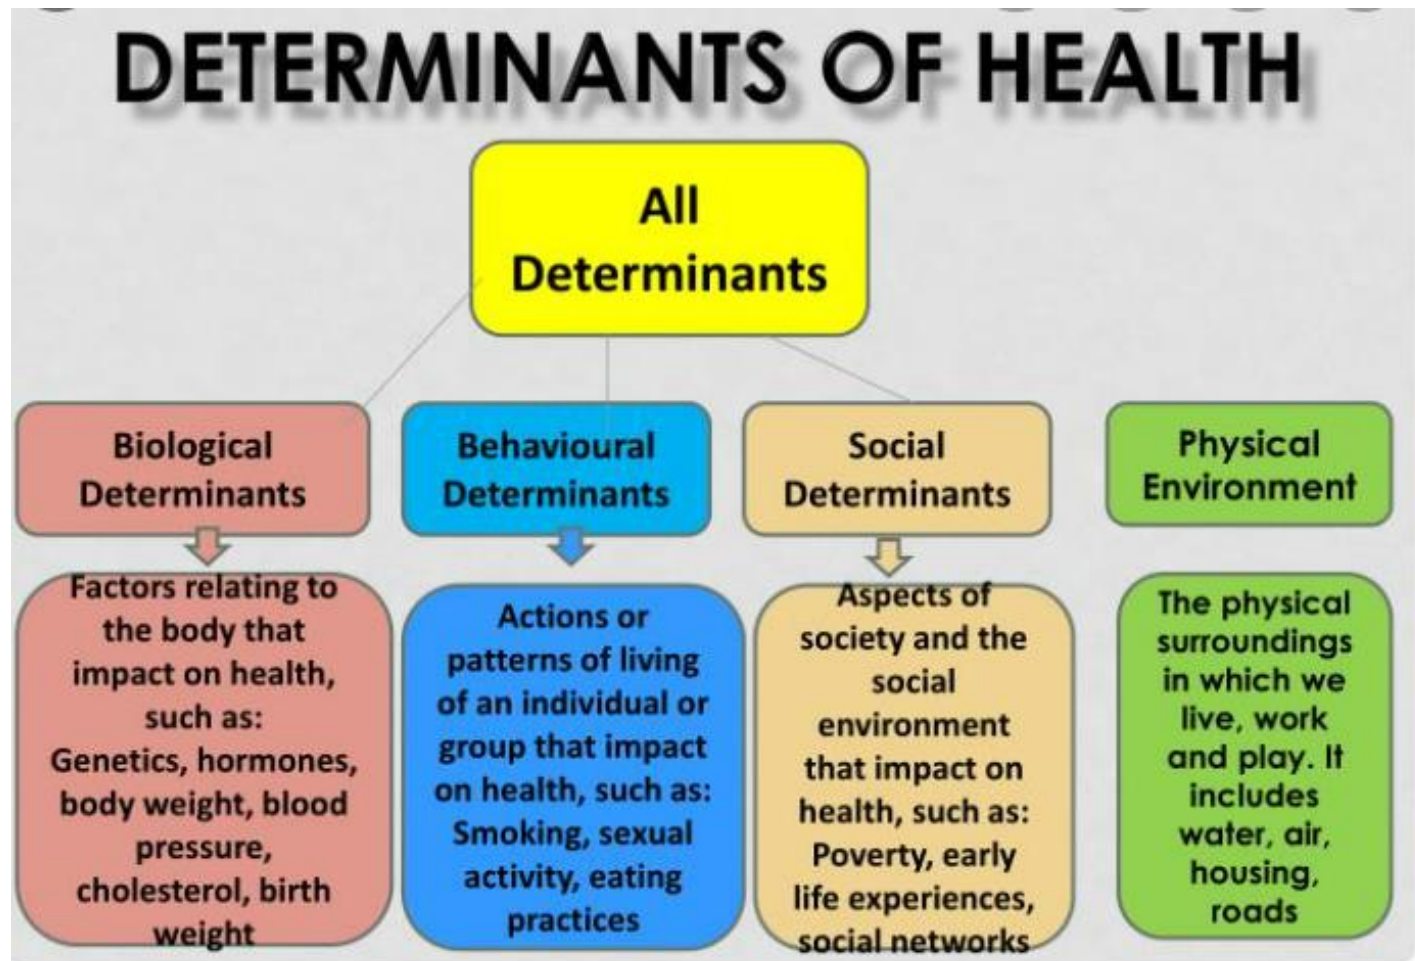 DETERMINANTS OF HEALTH
All
Determinants
Biological
Determinants
Behavioural
Determinants
Social
Determinants
Physical
Environment
Factors relating to
the body that
impact on health,
such as:
Genetics, hormones,
body weight, blood
pressure,
cholesterol, birth
weight
Actions or
patterns of living
of an individual or
group that impact
on health, such as:
Smoking, sexual
activity, eating
practices
Aspects of
society and the
social
environment
that impact on
health, such as:
Poverty, early
life experiences,
social networks
The physical
surroundings
in which we
live, work
and play. It
includes
water, air,
housing,
roads